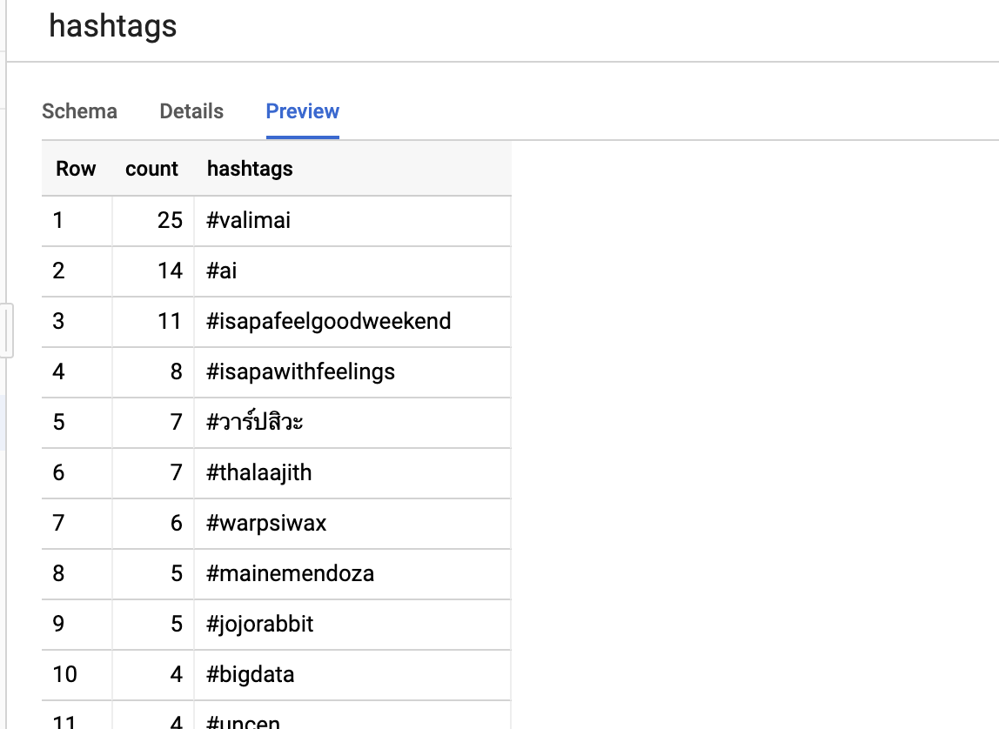 hashtags
Schema Details Preview
Row count hashtags
1 25 #valimai
2 14 #ai
3 11 #isapafeelgoodweekend
4 8 #isapawithfeelings
5 7 #วาร์ปสิวะ
6 7 #thalaajith
7 6 #warpsiwax
8 5 #mainemendoza
9 5 #jojorabbit
10 4 #bigdata
11 4 #uncen